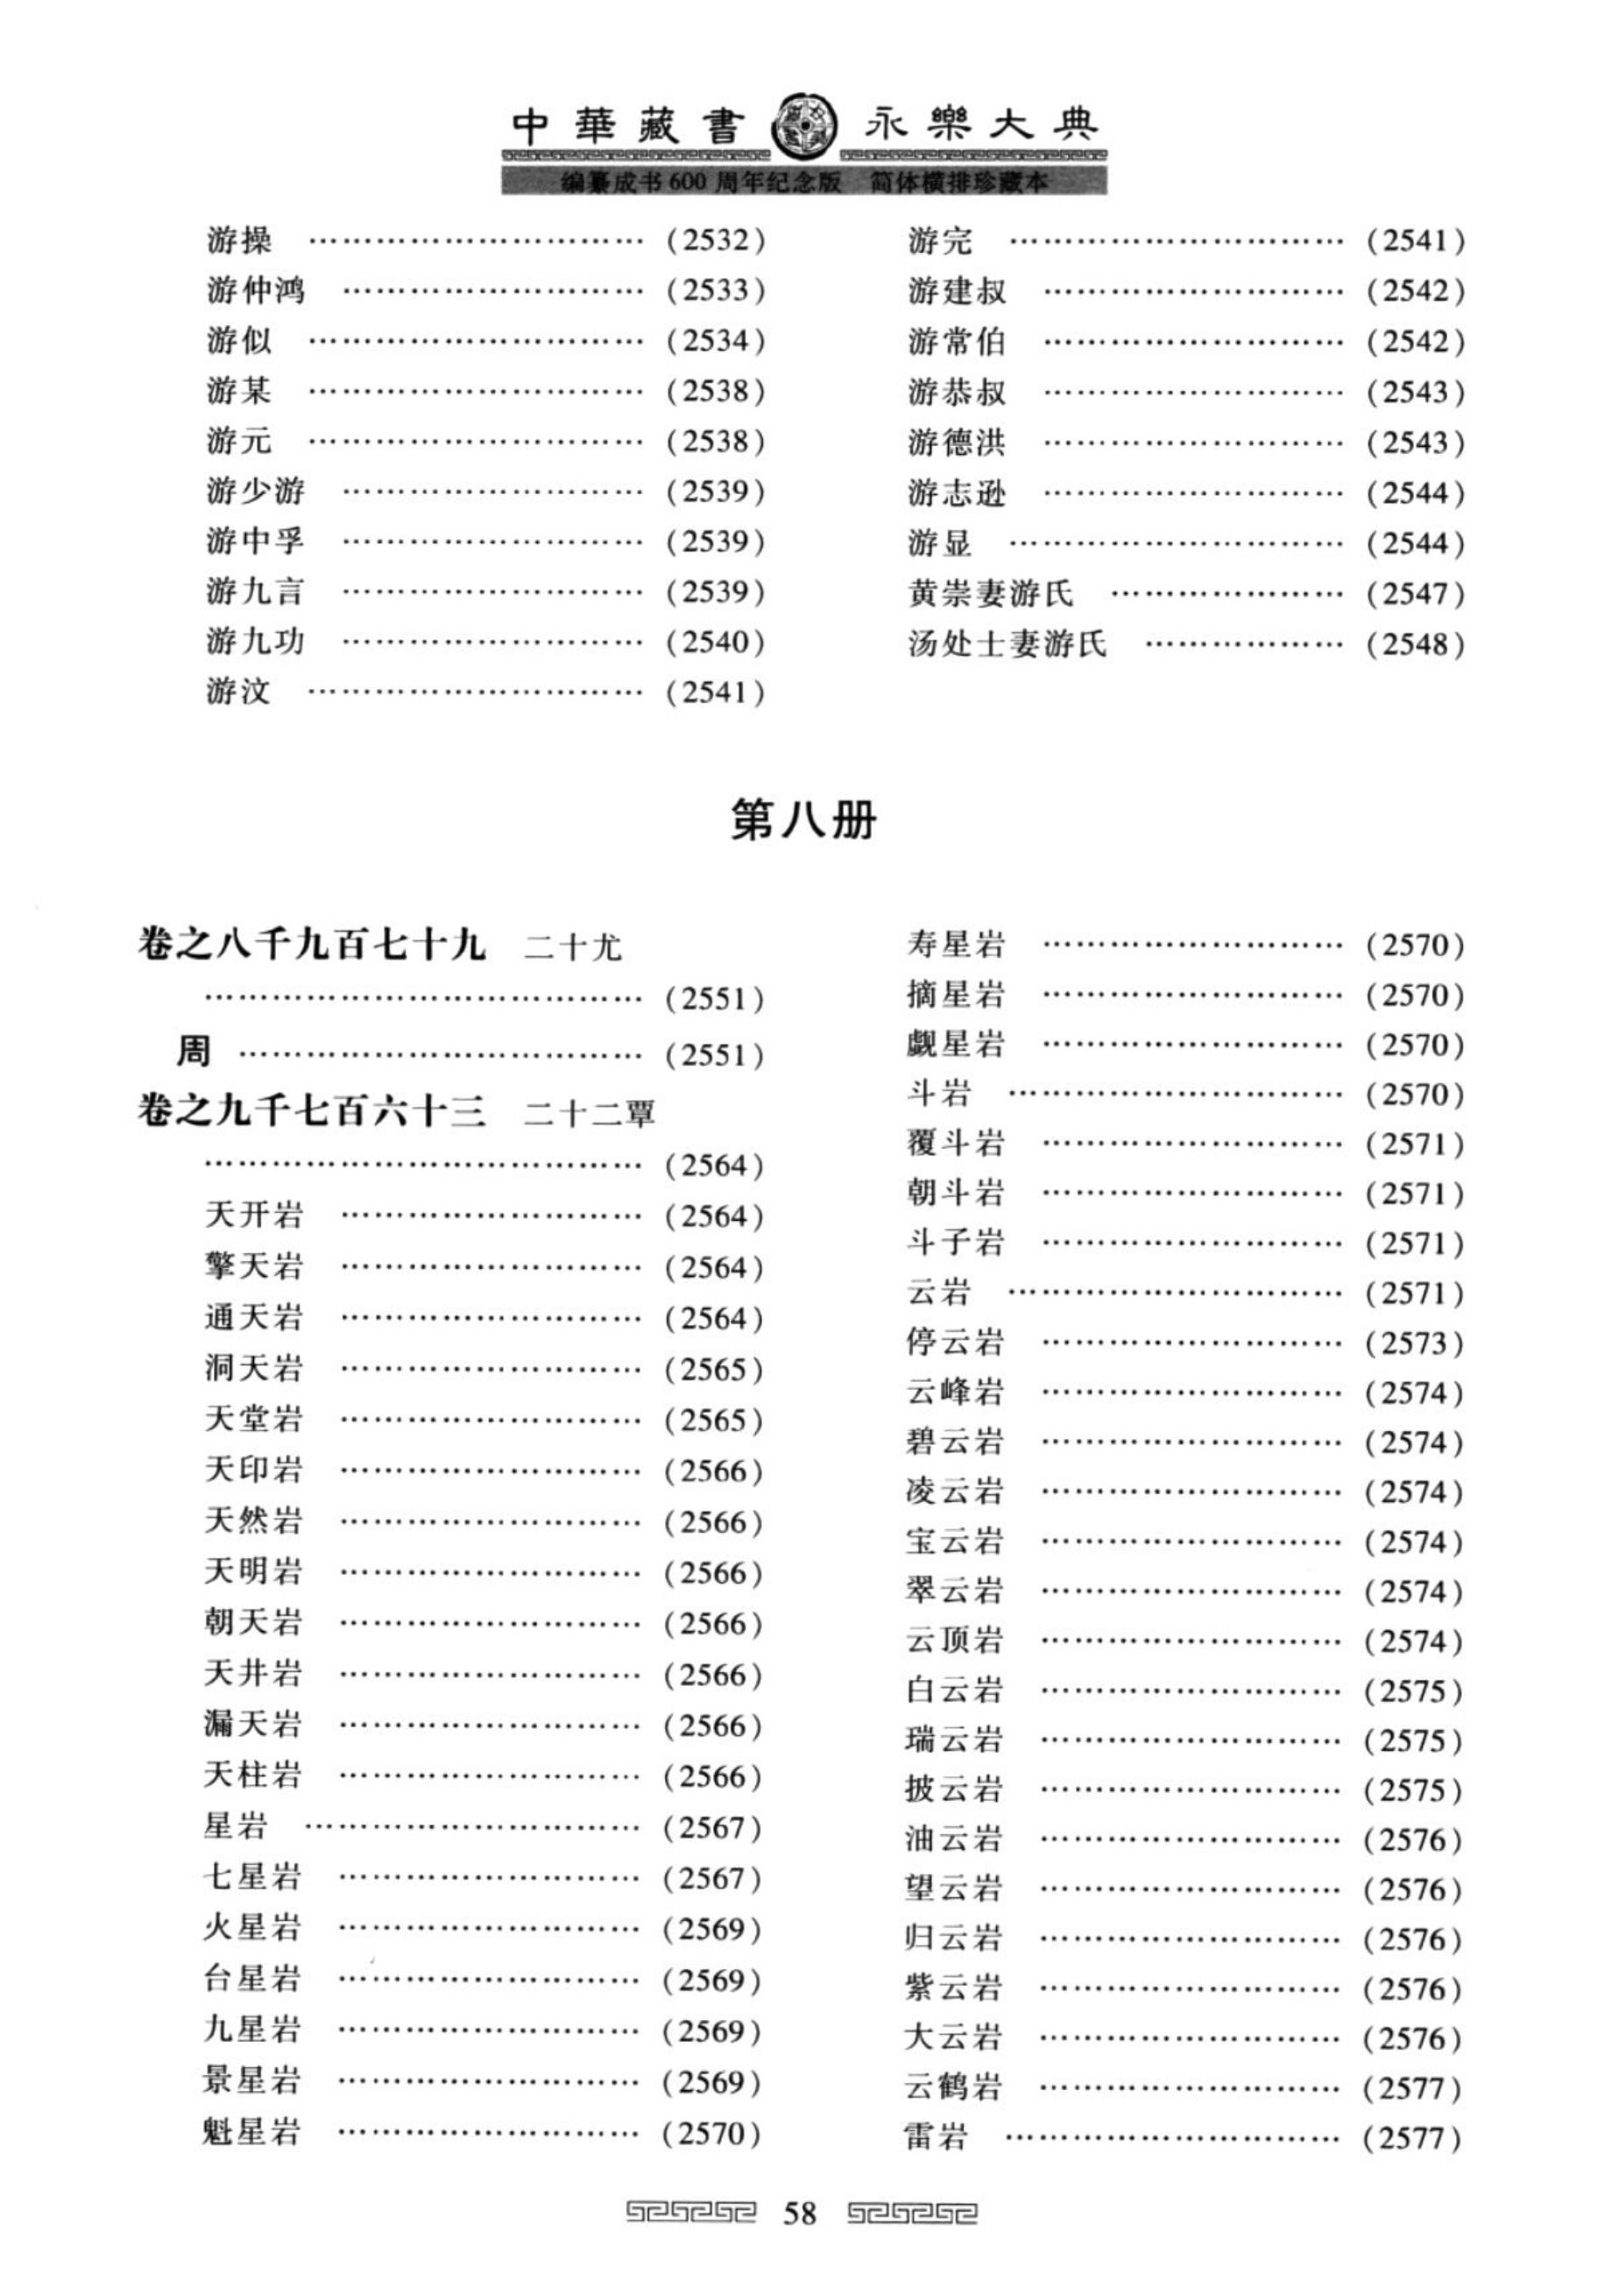 中華藏書 永樂大典
编纂成书600周年纪念版 简体横排珍藏本
游操 ………………………… (2532)
游仲鸿 ………………………… (2533)
游似 ………………………… (2534)
游某 ………………………… (2538)
游元 ………………………… (2538)
游少游 ………………………… (2539)
游中孚 ………………………… (2539)
游九言 ………………………… (2539)
游九功 ………………………… (2540)
游汶 ………………………… (2541)
游完 ………………………… (2541)
游建叔 ………………………… (2542)
游常伯 ………………………… (2542)
游恭叔 ………………………… (2543)
游德洪 ………………………… (2543)
游志逊 ………………………… (2544)
游显 ………………………… (2544)
黄崇妻游氏 ………………… (2547)
汤处士妻游氏 ……………… (2548)
第八册
卷之八千九百七十九 二十尤
………………………………… (2551)
周 ……………………………… (2551)
卷之九千七百六十三 二十二覃
………………………………… (2564)
天开岩 ………………………… (2564)
擎天岩 ………………………… (2564)
通天岩 ………………………… (2564)
洞天岩 ………………………… (2565)
天堂岩 ………………………… (2565)
天印岩 ………………………… (2566)
天然岩 ………………………… (2566)
天明岩 ………………………… (2566)
朝天岩 ………………………… (2566)
天井岩 ………………………… (2566)
漏天岩 ………………………… (2566)
天柱岩 ………………………… (2566)
星岩 ………………………… (2567)
七星岩 ………………………… (2567)
火星岩 ………………………… (2569)
台星岩 ………………………… (2569)
九星岩 ………………………… (2569)
景星岩 ………………………… (2569)
魁星岩 ………………………… (2570)
寿星岩 ………………………… (2570)
摘星岩 ………………………… (2570)
觑星岩 ………………………… (2570)
斗岩 ………………………… (2570)
覆斗岩 ………………………… (2571)
朝斗岩 ………………………… (2571)
斗子岩 ………………………… (2571)
云岩 ………………………… (2571)
停云岩 ………………………… (2573)
云峰岩 ………………………… (2574)
碧云岩 ………………………… (2574)
凌云岩 ………………………… (2574)
宝云岩 ………………………… (2574)
翠云岩 ………………………… (2574)
云顶岩 ………………………… (2574)
白云岩 ………………………… (2575)
瑞云岩 ………………………… (2575)
披云岩 ………………………… (2575)
油云岩 ………………………… (2576)
望云岩 ………………………… (2576)
归云岩 ………………………… (2576)
紫云岩 ………………………… (2576)
大云岩 ………………………… (2576)
云鹤岩 ………………………… (2577)
雷岩 ………………………… (2577)
58